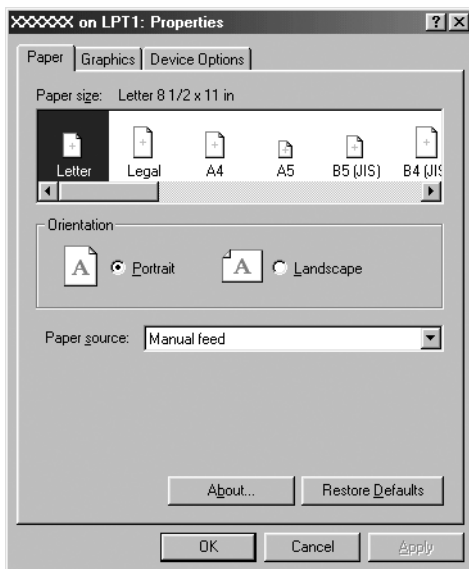 XXXXXX on LPT1: Properties
Paper Graphics Device Options
Paper size: Letter 8 1/2 x 11 in
Letter Legal A4 A5 B5 (JIS) B4 (JIS
Orientation
A Portrait A Landscape
Paper source: Manual feed
About... Restore Defaults
OK Cancel Apply